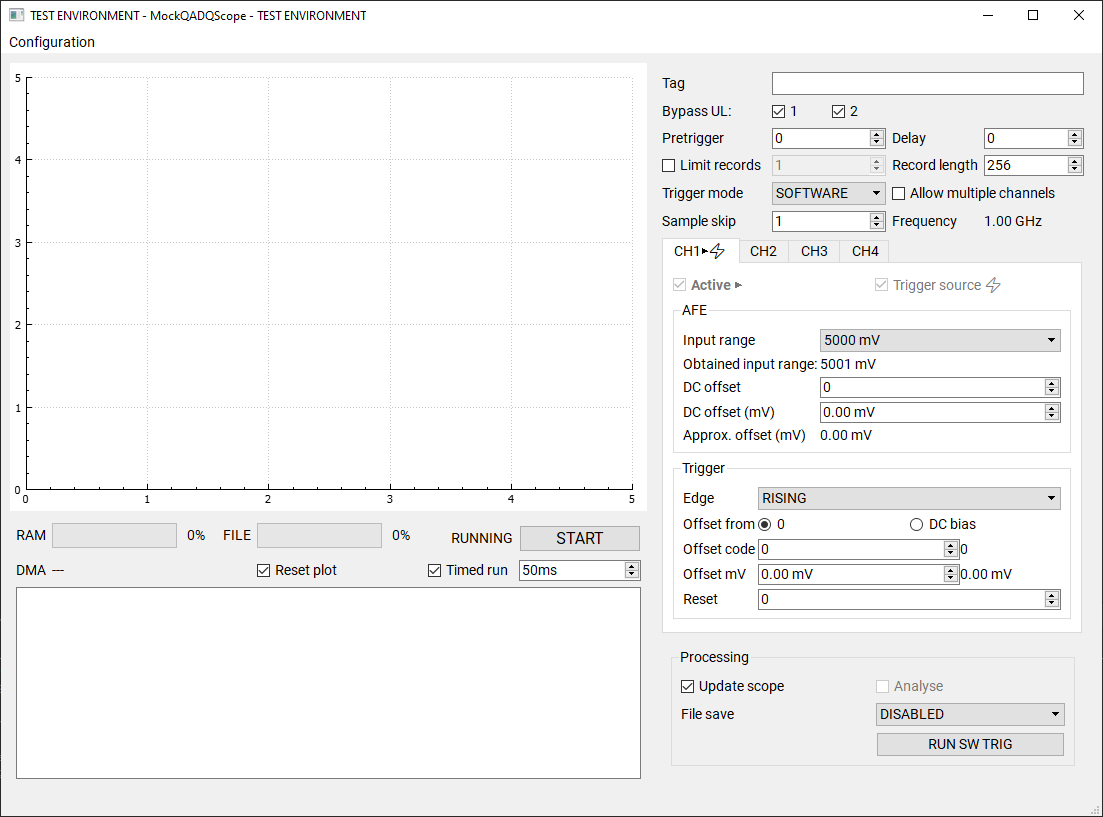 TEST ENVIRONMENT - MockQADQScope - TEST ENVIRONMENT
Configuration
5
4
3
2
1
0
0 1 2 3 4 5
RAM 0% FILE 0% RUNNING START
DMA --- Reset plot Timed run 50ms
Tag
Bypass UL: 1 2
Pretrigger 0 Delay 0
Limit records 1 Record length 256
Trigger mode SOFTWARE Allow multiple channels
Sample skip 1 Frequency 1.00 GHz
CH1 CH2 CH3 CH4
Active Trigger source
AFE
Input range 5000 mV
Obtained input range: 5001 mV
DC offset 0
DC offset (mV) 0.00 mV
Approx. offset (mV) 0.00 mV
Trigger
Edge RISING
Offset from 0 DC bias
Offset code 0 0
Offset mV 0.00 mV 0.00 mV
Reset 0
Processing
Update scope Analyse
File save DISABLED
RUN SW TRIG